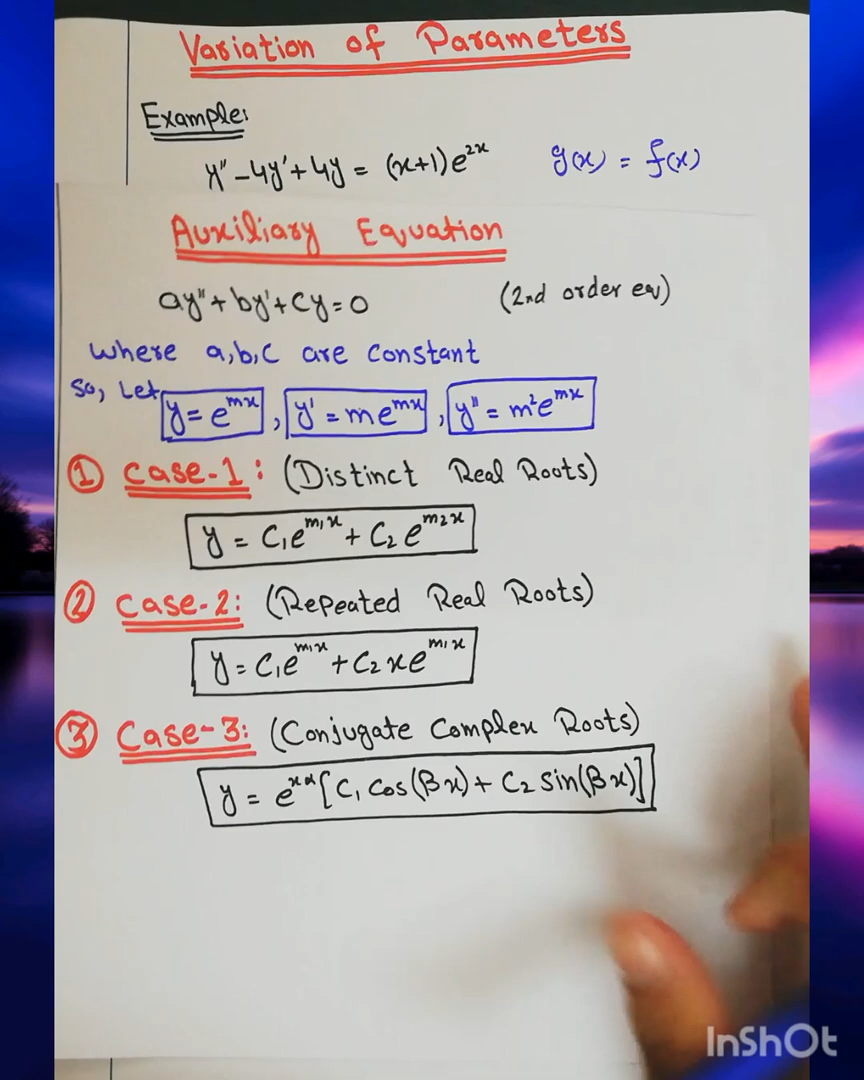 Variation of Parameters
Example:
y'' - 4y' + 4y = (x+1)e^2x g(x) = f(x)
Auxiliary Equation
ay'' + by' + cy = 0 (2nd order eq)
where a,b,c are constant
So, Let y = e^mx , y' = me^mx , y'' = m²e^mx
① Case-1: (Distinct Real Roots)
y = C₁e^m₁x + C₂e^m₂x
② Case-2: (Repeated Real Roots)
y = C₁e^m₁x + C₂xe^m₁x
③ Case-3: (Conjugate Complex Roots)
y = e^xα[C₁ Cos(βx) + C₂ Sin(βx)]
InShOt